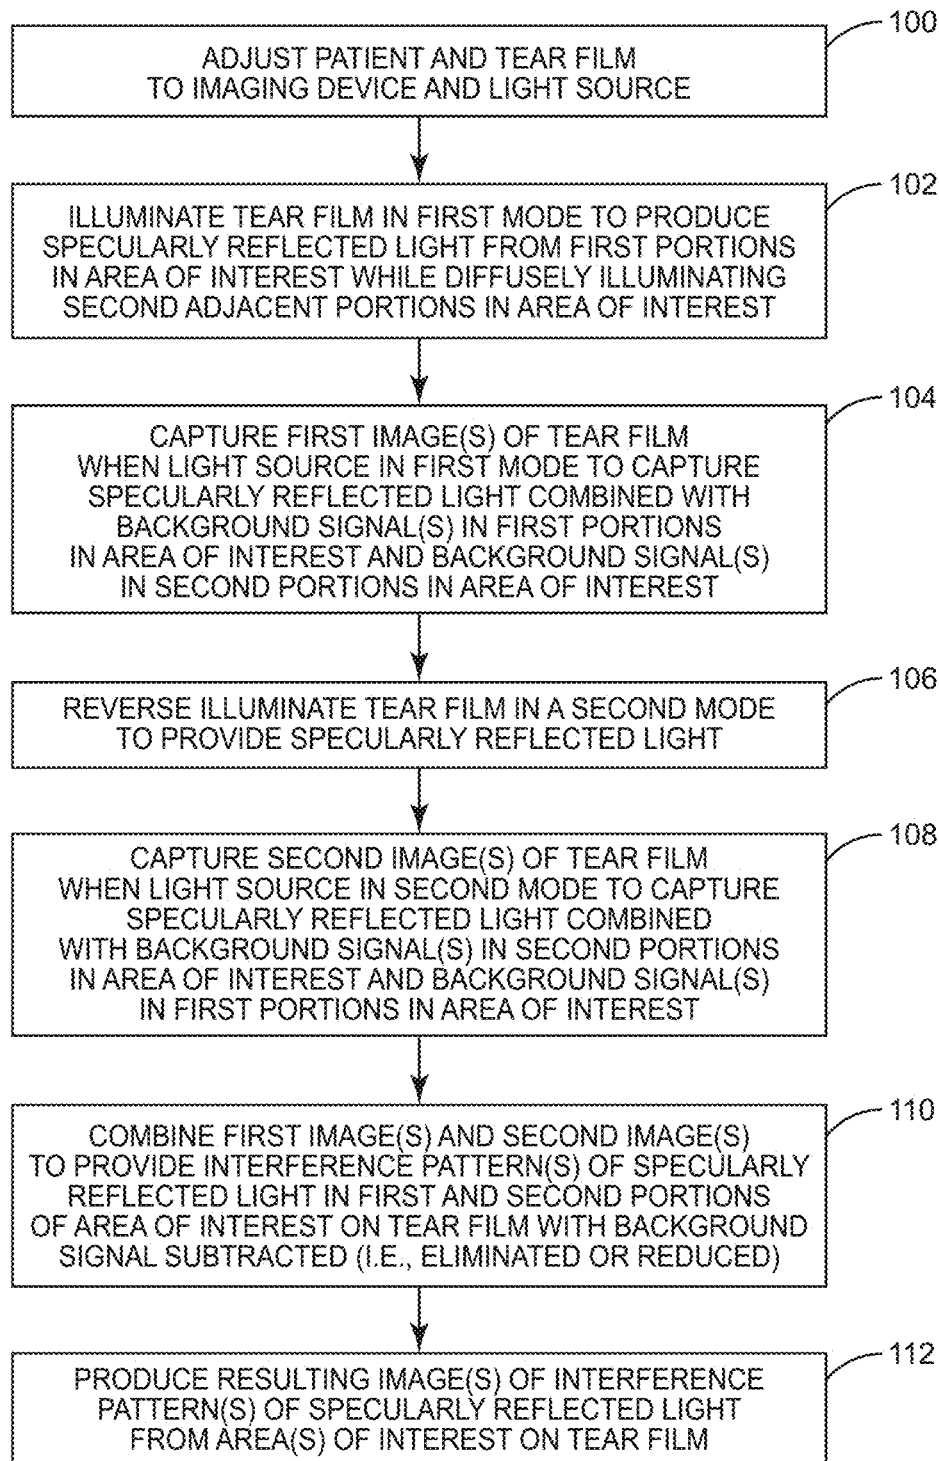 100
ADJUST PATIENT AND TEAR FILM
TO IMAGING DEVICE AND LIGHT SOURCE
102
ILLUMINATE TEAR FILM IN FIRST MODE TO PRODUCE
SPECULARLY REFLECTED LIGHT FROM FIRST PORTIONS
IN AREA OF INTEREST WHILE DIFFUSELY ILLUMINATING
SECOND ADJACENT PORTIONS IN AREA OF INTEREST
104
CAPTURE FIRST IMAGE(S) OF TEAR FILM
WHEN LIGHT SOURCE IN FIRST MODE TO CAPTURE
SPECULARLY REFLECTED LIGHT COMBINED WITH
BACKGROUND SIGNAL(S) IN FIRST PORTIONS
IN AREA OF INTEREST AND BACKGROUND SIGNAL(S)
IN SECOND PORTIONS IN AREA OF INTEREST
106
REVERSE ILLUMINATE TEAR FILM IN A SECOND MODE
TO PROVIDE SPECULARLY REFLECTED LIGHT
108
CAPTURE SECOND IMAGE(S) OF TEAR FILM
WHEN LIGHT SOURCE IN SECOND MODE TO CAPTURE
SPECULARLY REFLECTED LIGHT COMBINED
WITH BACKGROUND SIGNAL(S) IN SECOND PORTIONS
IN AREA OF INTEREST AND BACKGROUND SIGNAL(S)
IN FIRST PORTIONS IN AREA OF INTEREST
110
COMBINE FIRST IMAGE(S) AND SECOND IMAGE(S)
TO PROVIDE INTERFERENCE PATTERN(S) OF SPECULARLY
REFLECTED LIGHT IN FIRST AND SECOND PORTIONS
OF AREA OF INTEREST ON TEAR FILM WITH BACKGROUND
SIGNAL SUBTRACTED (I.E., ELIMINATED OR REDUCED)
112
PRODUCE RESULTING IMAGE(S) OF INTERFERENCE
PATTERN(S) OF SPECULARLY REFLECTED LIGHT
FROM AREA(S) OF INTEREST ON TEAR FILM